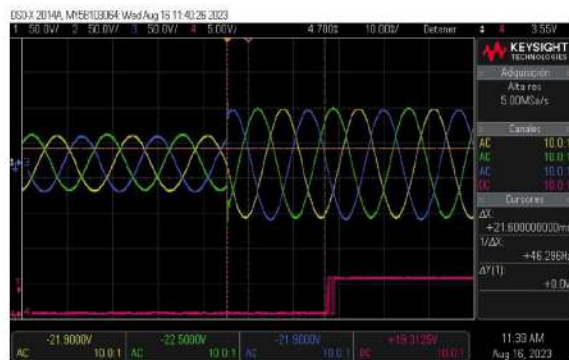 DSO-X 2014A, MY58103064: Wed Aug 16 11:40:26 2023
1 50.0V/ 2 50.0V/ 3 50.0V/ 4 5.00V/ 4.780% 10.00%/ Detener 4 3.55V
KEYSIGHT
TECHNOLOGIES
Adquisición
Alta res
5.00MSa/s
Canales
AC 10.0:1
AC 10.0:1
AC 10.0:1
DC 10.0:1
Cursores
ΔX:
+21.600000000ms
1/ΔX:
+46.296Hz
ΔY(1):
+0.0V
-21.9000V -22.5000V -21.9000V +19.3125V
AC 10.0:1 AC 10.0:1 AC 10.0:1 DC 10.0:1
11:39 AM
Aug 16, 2023